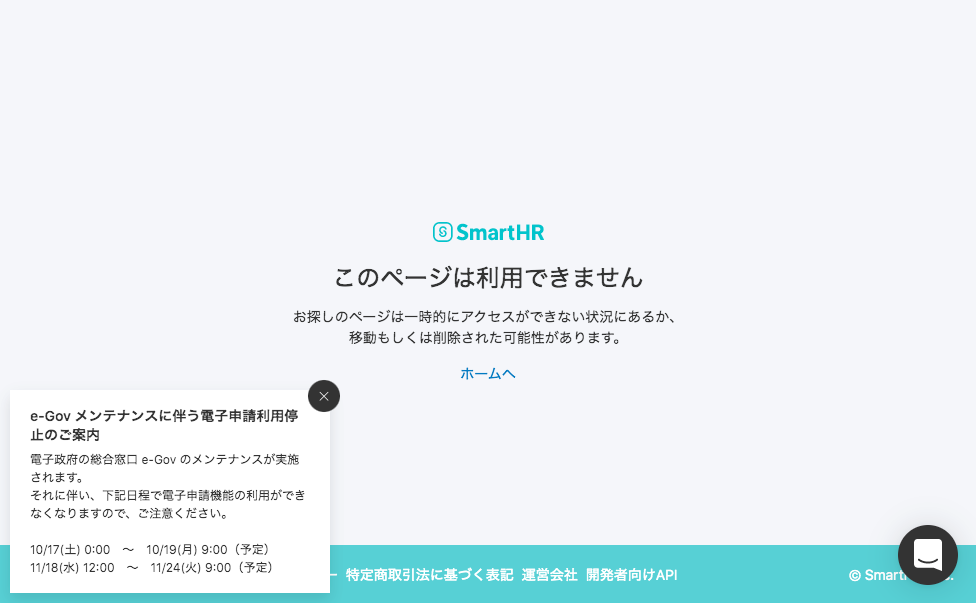 SmartHR
このページは利用できません
お探しのページは一時的にアクセスができない状況にあるか、
移動もしくは削除された可能性があります。
ホームへ
e-Gov メンテナンスに伴う電子申請利用停
止のご案内
電子政府の総合窓口 e-Gov のメンテナンスが実施
されます。
それに伴い、下記日程で電子申請機能の利用ができ
なくなりますので、ご注意ください。
10/17(土) 0:00 ～ 10/19(月) 9:00（予定）
11/18(水) 12:00 ～ 11/24(火) 9:00（予定）
ー 特定商取引法に基づく表記 運営会社 開発者向けAPI
© Smart